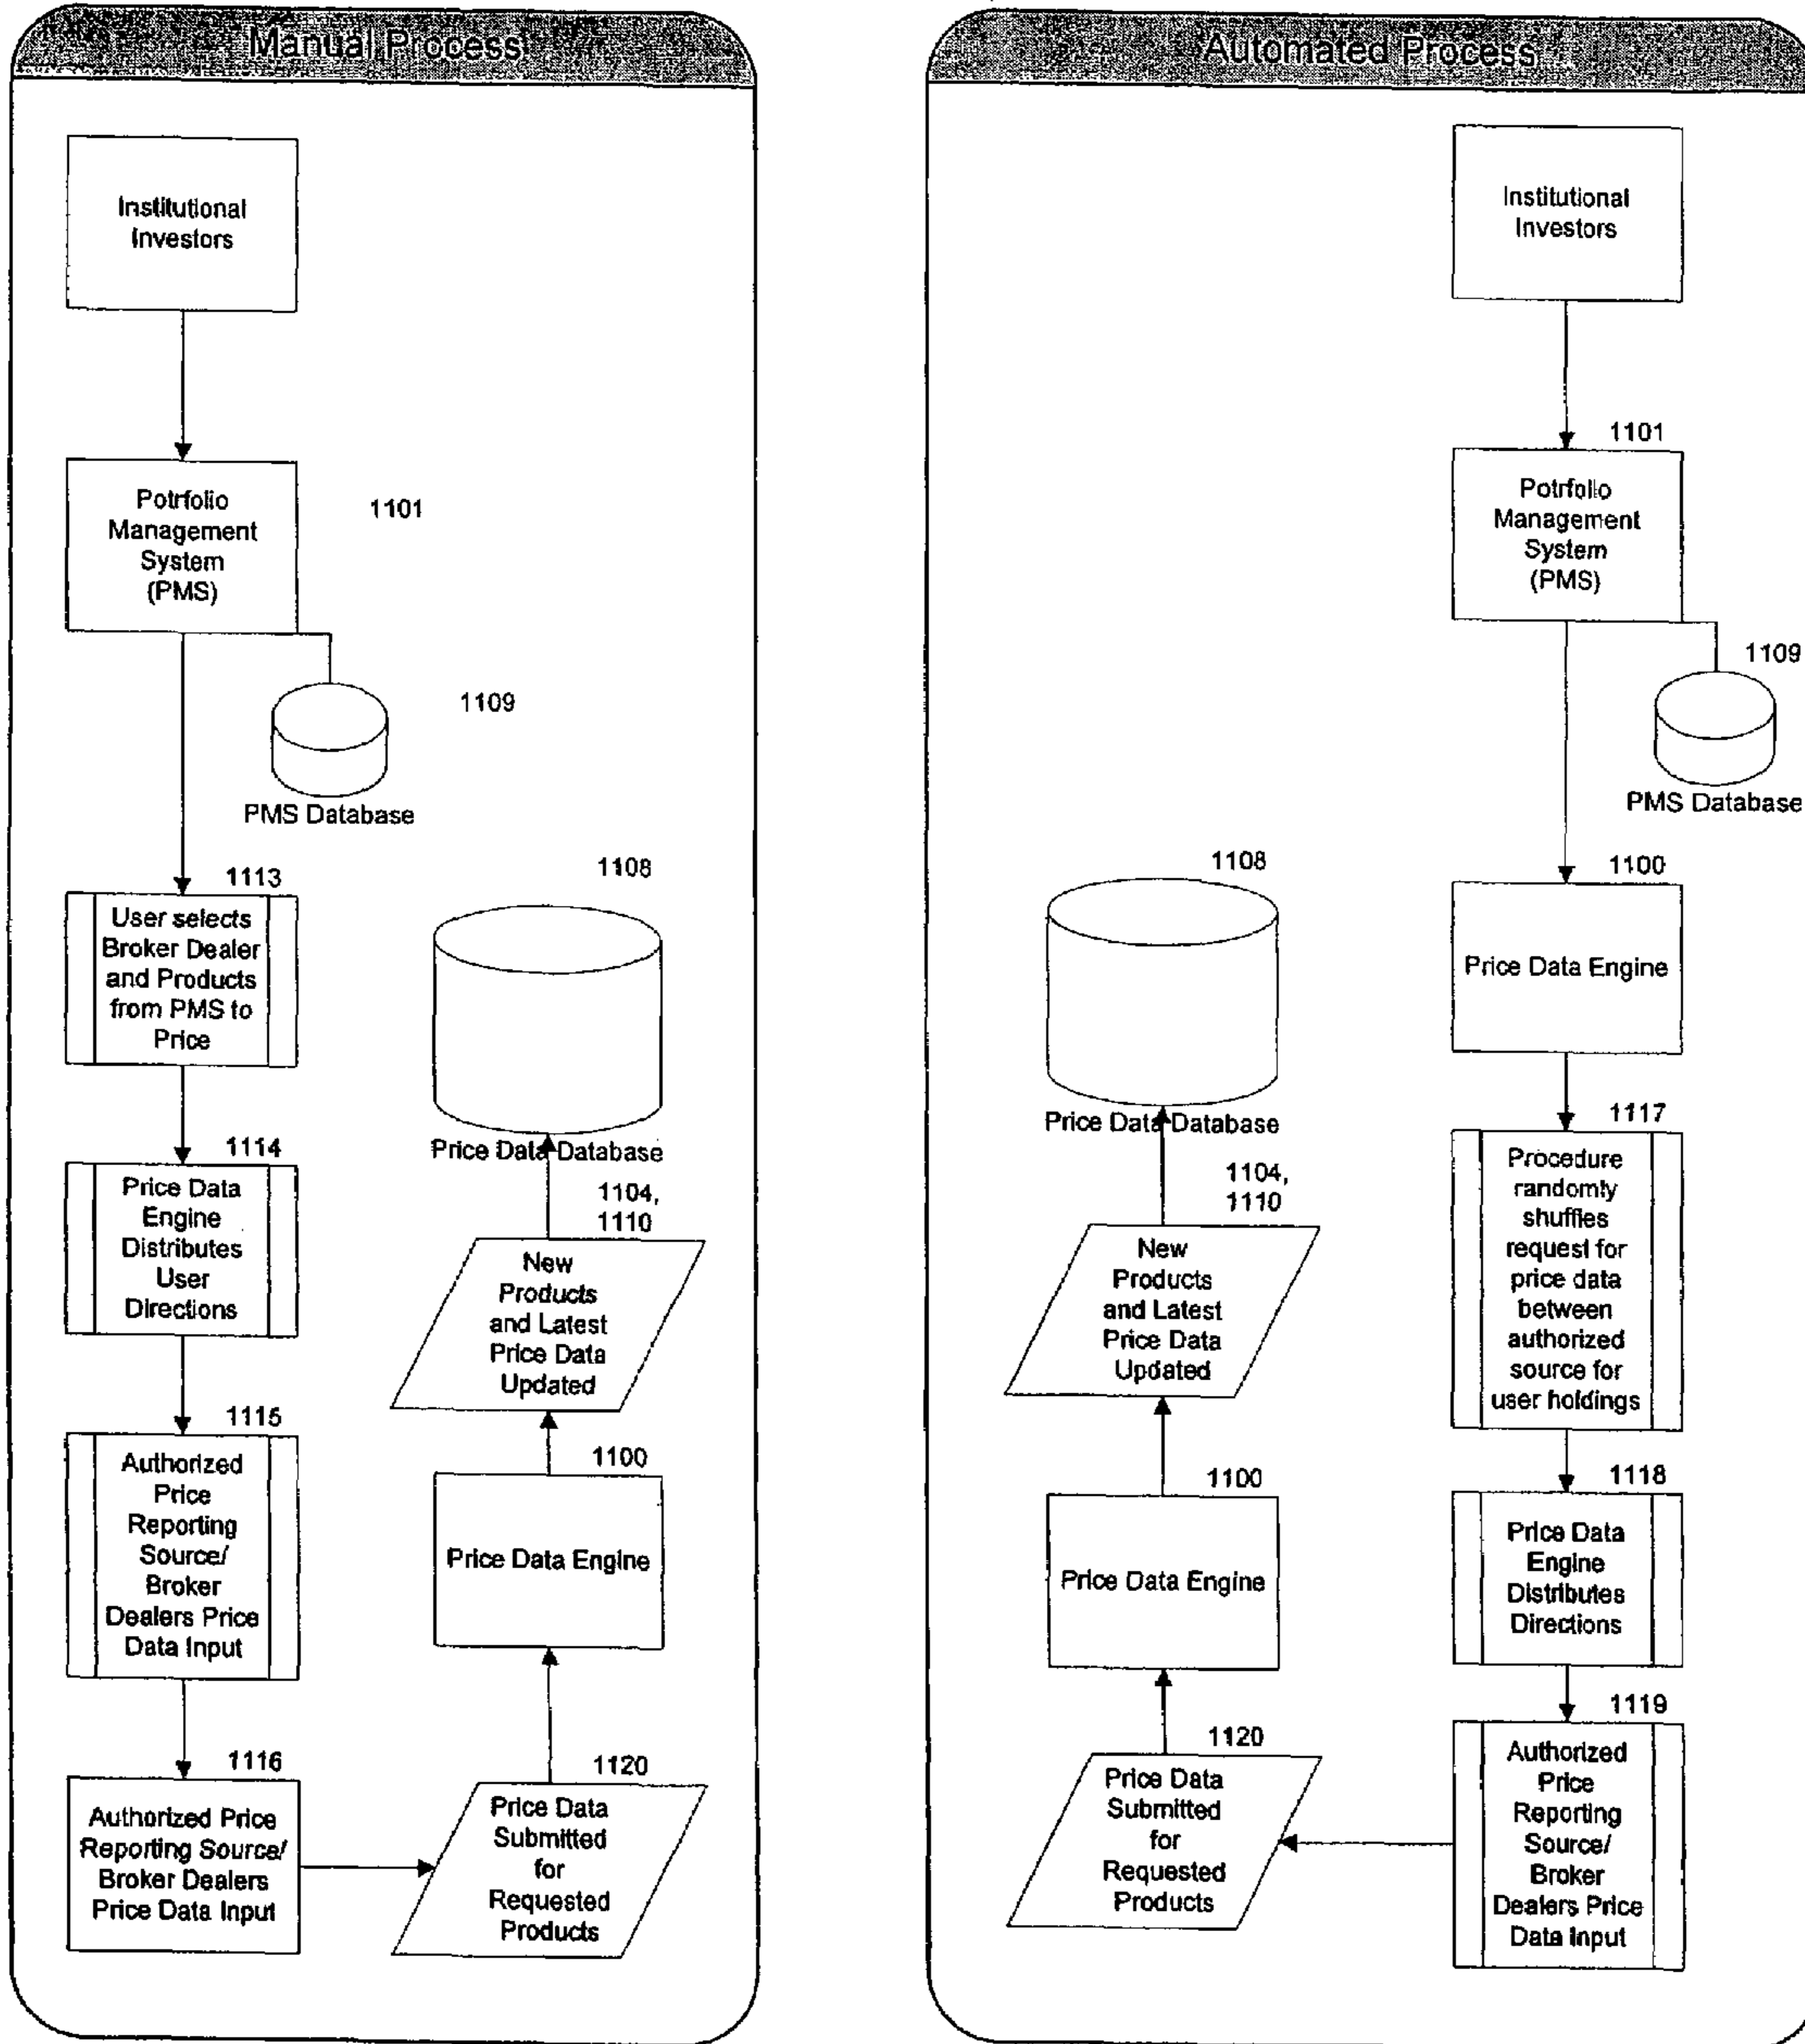 Manual Process
Institutional
Investors
1101
Potrfolio
Management
System
(PMS)
1109
PMS Database
1113
User selects
Broker Dealer
and Products
from PMS to
Price
1114
Price Data
Engine
Distributes
User
Directions
1115
Authorized
Price
Reporting
Source/
Broker
Dealers Price
Data Input
1116
Authorized Price
Reporting Source/
Broker Dealers
Price Data Input
1120
Price Data
Submitted
for
Requested
Products
1100
Price Data Engine
1104,
1110
New
Products
and Latest
Price Data
Updated
1108
Price Data Database
Automated Process
Institutional
Investors
1101
Potrfolio
Management
System
(PMS)
1109
PMS Database
1100
Price Data Engine
1117
Procedure
randomly
shuffles
request for
price data
between
authorized
source for
user holdings
1118
Price Data
Engine
Distributes
Directions
1119
Authorized
Price
Reporting
Source/
Broker
Dealers Price
Data Input
1120
Price Data
Submitted
for
Requested
Products
1100
Price Data Engine
1104,
1110
New
Products
and Latest
Price Data
Updated
1108
Price Data Database